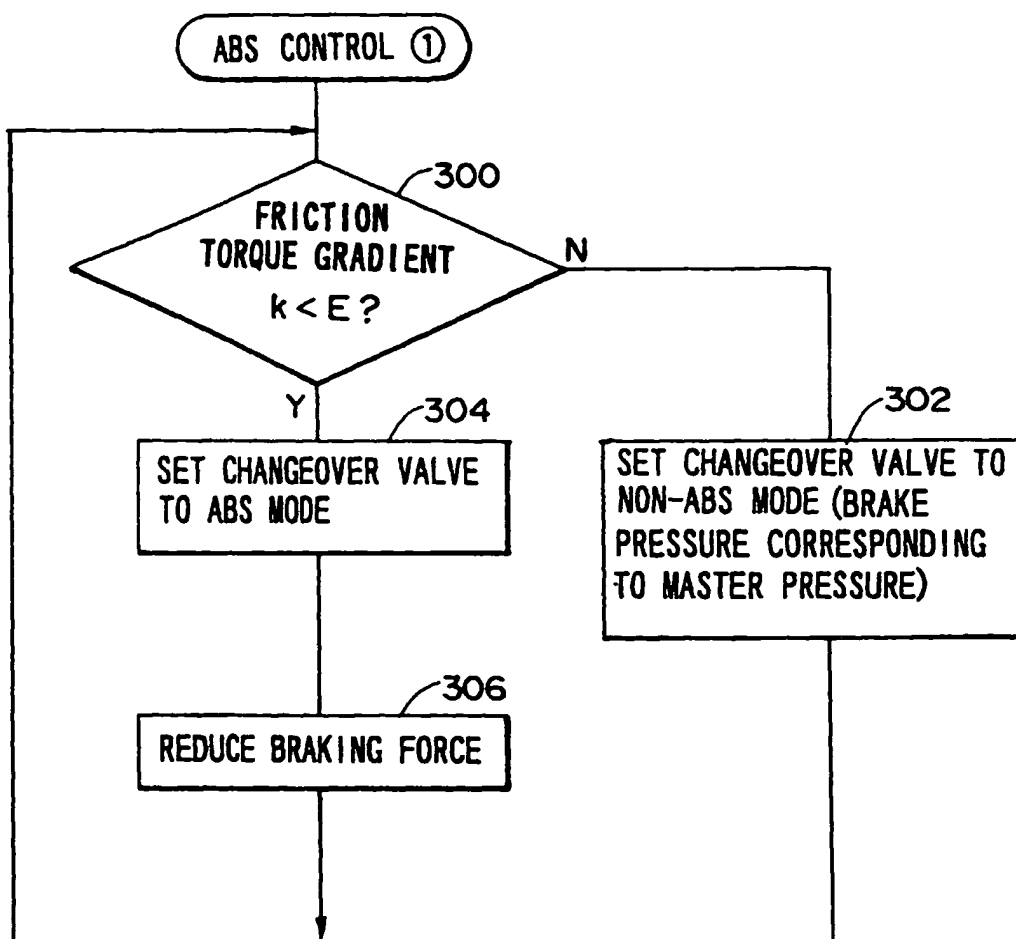 ABS CONTROL ①
300
FRICTION
TORQUE GRADIENT
k < E ?
N
Y
304
SET CHANGEOVER VALVE
TO ABS MODE
302
SET CHANGEOVER VALVE TO
NON-ABS MODE (BRAKE
PRESSURE CORRESPONDING
TO MASTER PRESSURE)
306
REDUCE BRAKING FORCE